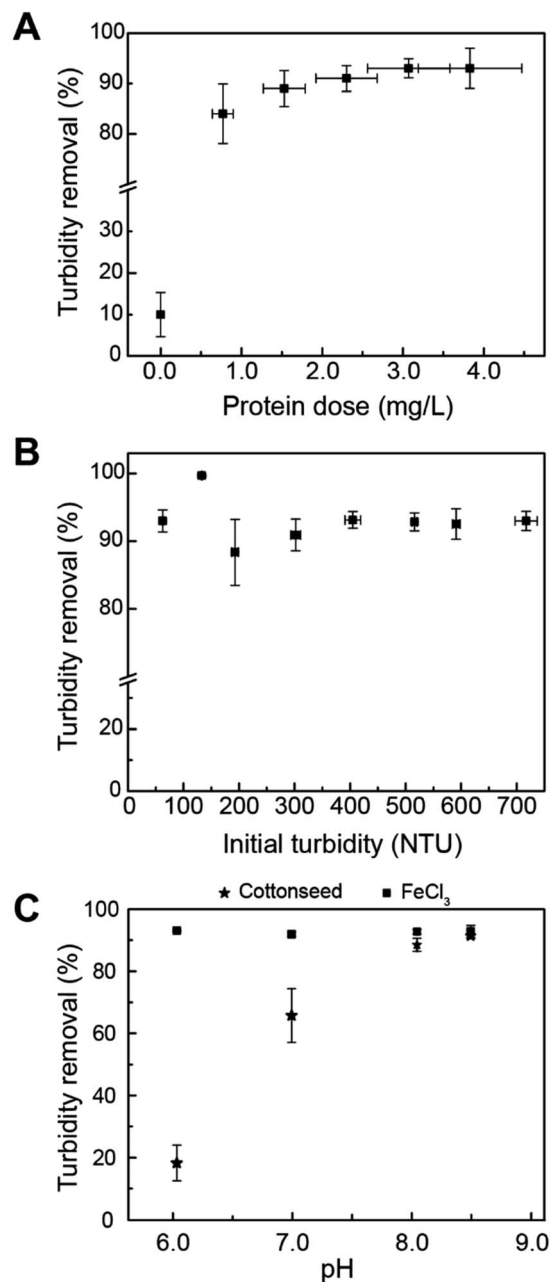 A
100
90
80
30
20
10
0
Turbidity removal (%)
0.0 1.0 2.0 3.0 4.0
Protein dose (mg/L)
B
100
90
80
20
0
Turbidity removal (%)
0 100 200 300 400 500 600 700
Initial turbidity (NTU)
Cottonseed FeCl₃
C
100
80
60
40
20
0
Turbidity removal (%)
6.0 7.0 8.0 9.0
pH